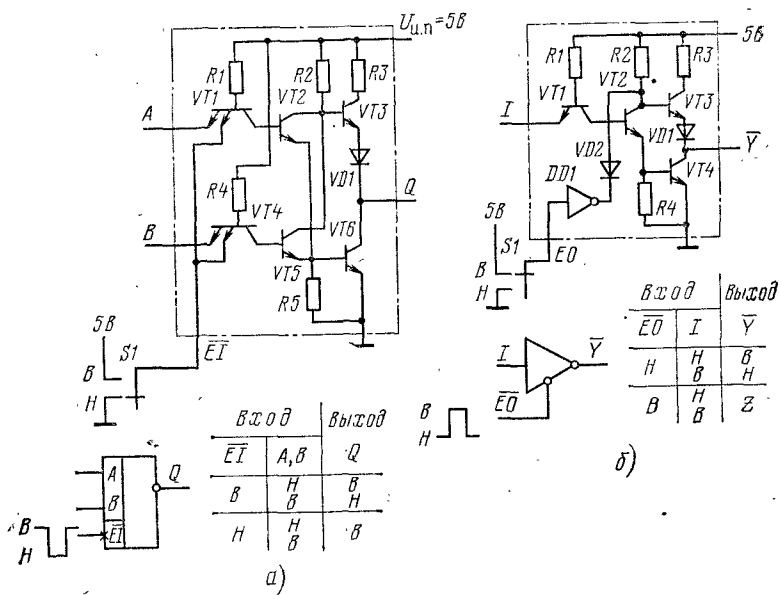 U и.п = 5В
R1
R2
R3
VT1
VT2
VT3
A
VD1
R4
VT4
Q
B
VT6
VT5
R5
5В
S1
EI
В
Н
5В
R1
R2
R3
VT2
VT1
VT3
I
VD1
Y
VD2
DD1
VT4
R4
5В
S1
В
Н
EO
I
Y
EO
В
Н
Вход Выход
EO I Y
Н Н В
В Н
В Н Z
В
б)
A
B
EI
Q
В
Н
Вход Выход
EI A,B Q
В Н В
В Н
Н Н В
В
а)